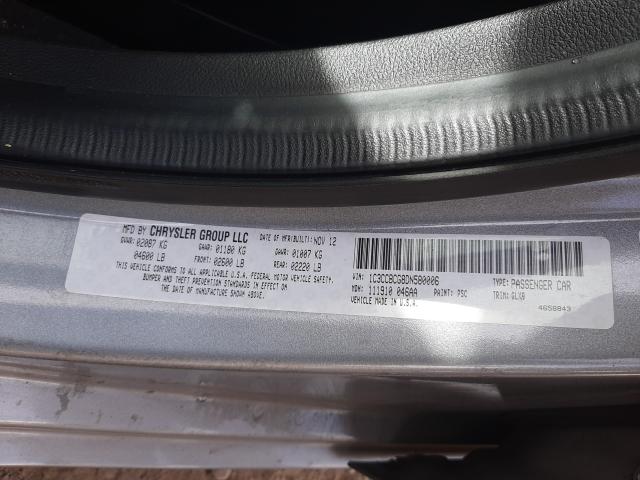 MFD BY CHRYSLER GROUP LLC DATE OF MFR(BUILT): NOV 12
GVWR: 02087 KG GAWR: 01180 KG GAWR: 01007 KG
04600 LB FRONT: 02600 LB REAR: 02220 LB
THIS VEHICLE CONFORMS TO ALL U.S.A. FEDERAL MOTOR VEHICLE SAFETY,
BUMPER AND THEFT PREVENTION STANDARDS IN EFFECT ON
THE DATE OF MANUFACTURE SHOWN ABOVE.
VIN: 1C3CCBCG8DN580006 TYPE: PASSENGER CAR
MDH: 111910 046AA PAINT: PSC TRIM: GLX9
MADE IN U.S.A. 4658843